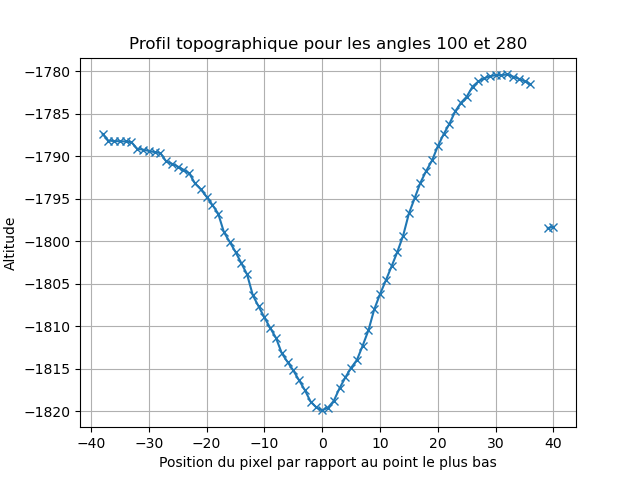 Profil topographique pour les angles 100 et 280
−1780
−1785
−1790
−1795
−1800
−1805
−1810
−1815
−1820
Altitude
−40 −30 −20 −10 0 10 20 30 40
Position du pixel par rapport au point le plus bas